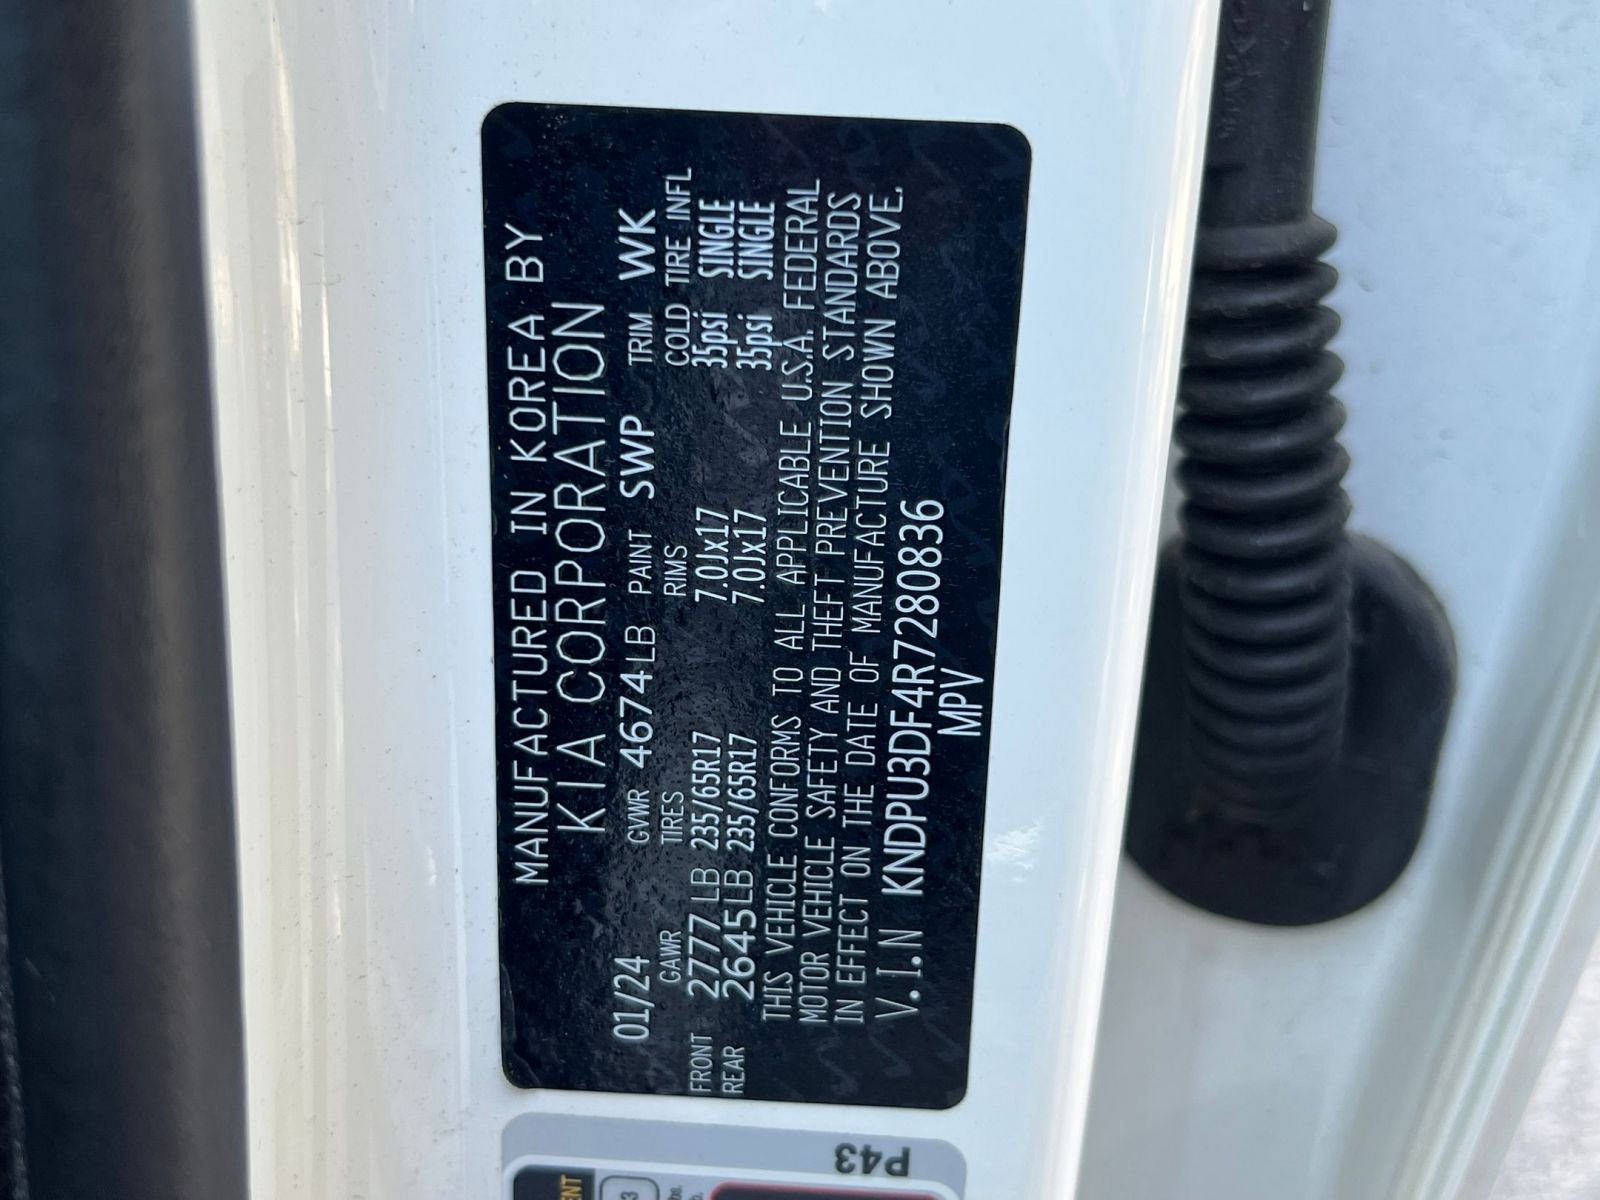 MANUFACTURED IN KOREA BY
KIA CORPORATION
01/24 GVWR 4674LB PAINT SWP TRIM WK
GAWR TIRES RIMS COLD TIRE INFL
FRONT 2777LB 235/65R17 7.0Jx17 35psi SINGLE
REAR 2645LB 235/65R17 7.0Jx17 35psi SINGLE
THIS VEHICLE CONFORMS TO ALL APPLICABLE U.S.A. FEDERAL
MOTOR VEHICLE SAFETY AND THEFT PREVENTION STANDARDS
IN EFFECT ON THE DATE OF MANUFACTURE SHOWN ABOVE.
V.I.N KNDPU3DF4R7280836
MPV
P43